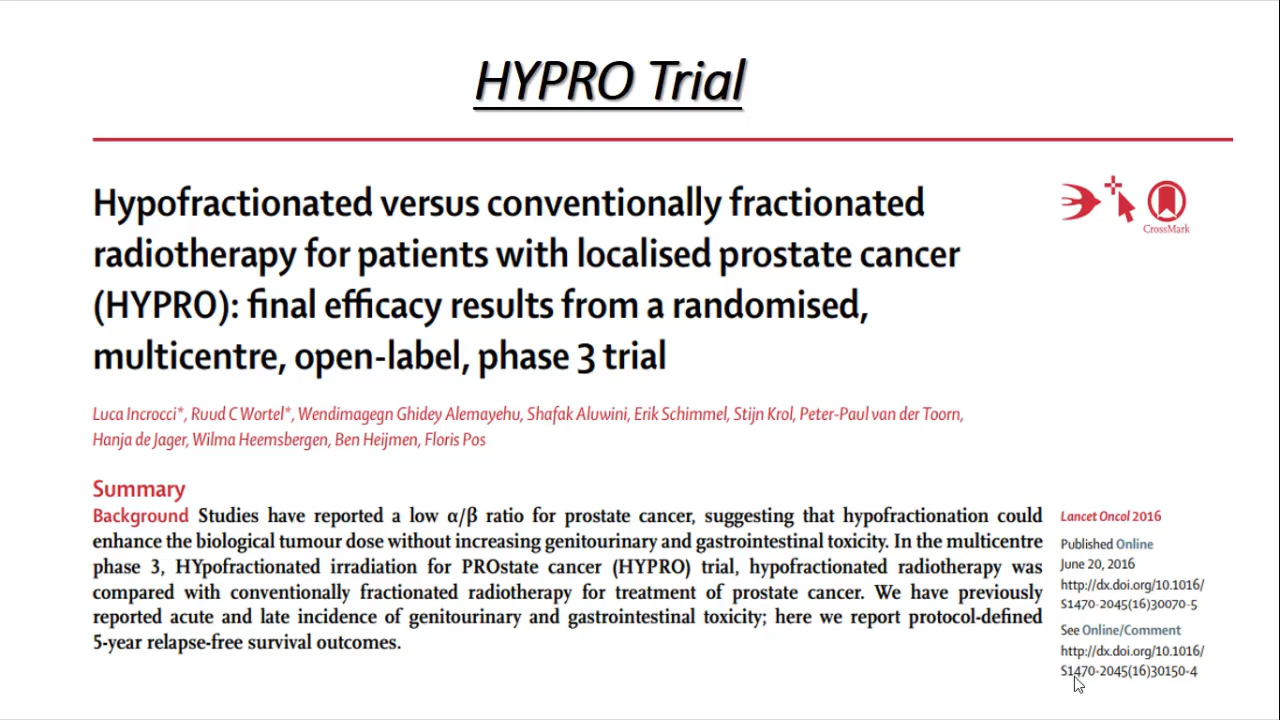 HYPRO Trial
Hypofractionated versus conventionally fractionated
radiotherapy for patients with localised prostate cancer
(HYPRO): final efficacy results from a randomised,
multicentre, open-label, phase 3 trial
CrossMark
Luca Incrocci*, Ruud C Wortel*, Wendimagegn Ghidey Alemayehu, Shafak Aluwini, Erik Schimmel, Stijn Krol, Peter-Paul van der Toorn,
Hanja de Jager, Wilma Heemsbergen, Ben Heijmen, Floris Pos
Summary
Background Studies have reported a low α/β ratio for prostate cancer, suggesting that hypofractionation could
enhance the biological tumour dose without increasing genitourinary and gastrointestinal toxicity. In the multicentre
phase 3, HYpofractionated irradiation for PROstate cancer (HYPRO) trial, hypofractionated radiotherapy was
compared with conventionally fractionated radiotherapy for treatment of prostate cancer. We have previously
reported acute and late incidence of genitourinary and gastrointestinal toxicity; here we report protocol-defined
5-year relapse-free survival outcomes.
Lancet Oncol 2016
Published Online
June 20, 2016
http://dx.doi.org/10.1016/
S1470-2045(16)30070-5
See Online/Comment
http://dx.doi.org/10.1016/
S1470-2045(16)30150-4